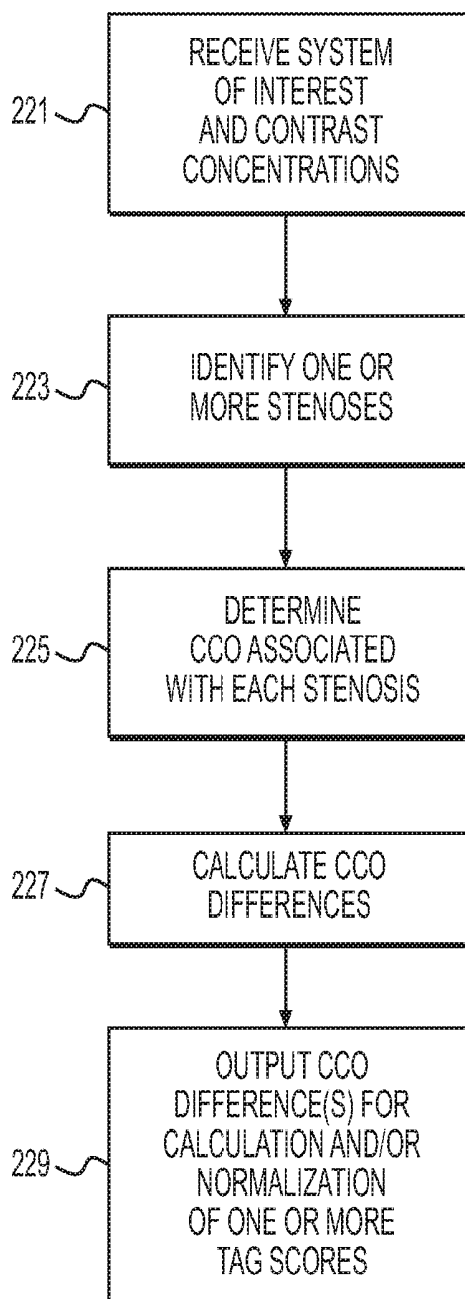 221
RECEIVE SYSTEM
OF INTEREST
AND CONTRAST
CONCENTRATIONS
223
IDENTIFY ONE OR
MORE STENOSES
225
DETERMINE
CCO ASSOCIATED
WITH EACH STENOSIS
227
CALCULATE CCO
DIFFERENCES
229
OUTPUT CCO
DIFFERENCE(S) FOR
CALCULATION AND/OR
NORMALIZATION
OF ONE OR MORE
TAG SCORES